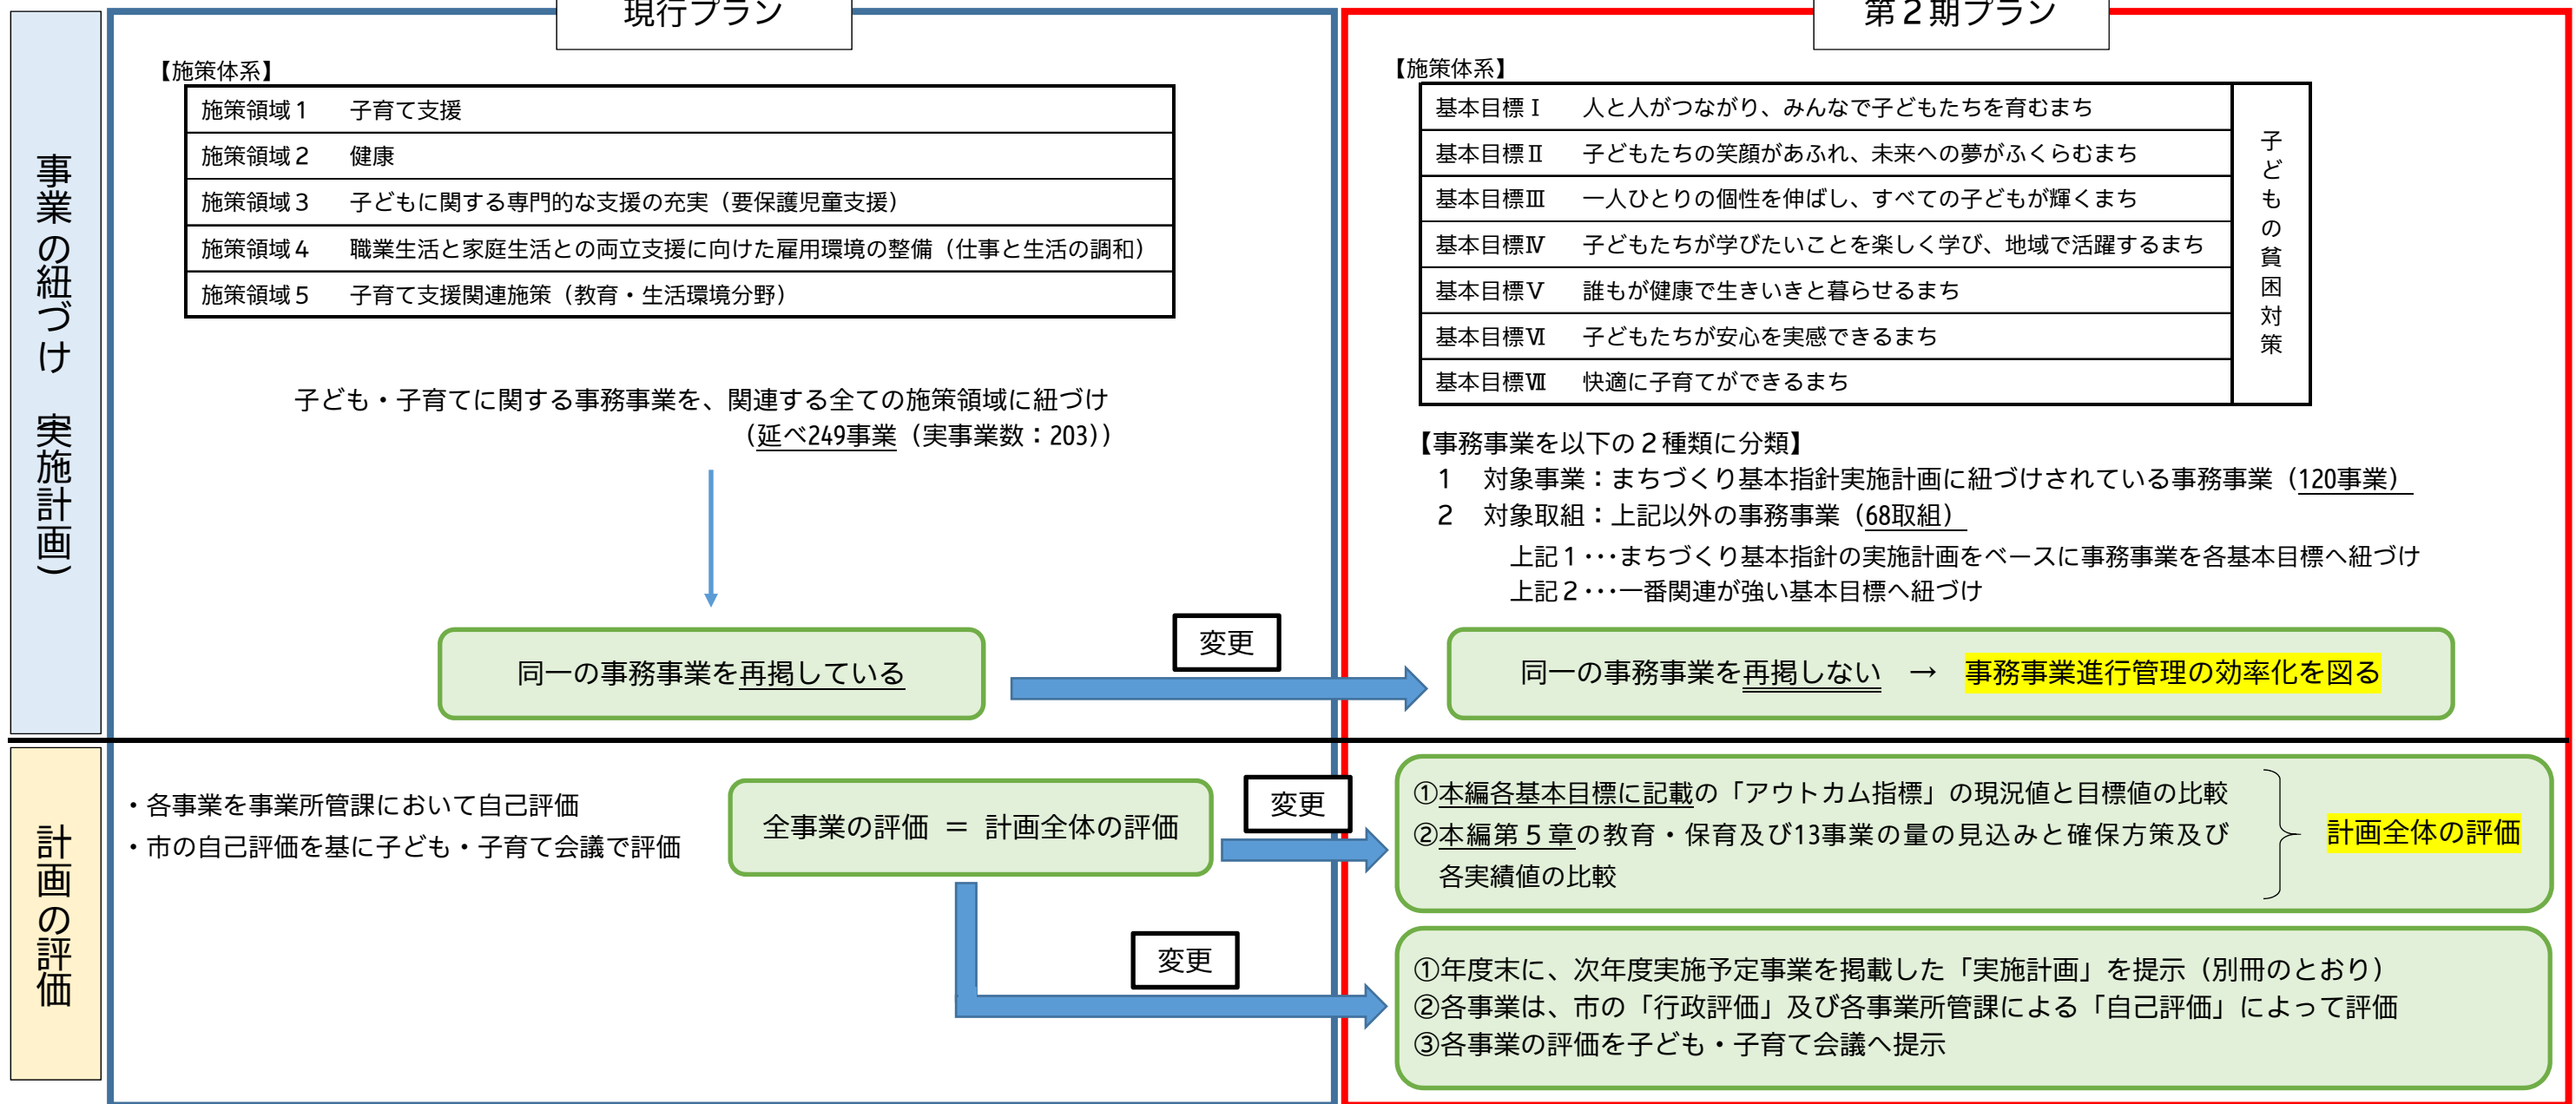 現行プラン
第２期プラン
事業の紐づけ（実施計画）
【施策体系】
施策領域１　子育て支援
施策領域２　健康
施策領域３　子どもに関する専門的な支援の充実（要保護児童支援）
施策領域４　職業生活と家庭生活との両立支援に向けた雇用環境の整備（仕事と生活の調和）
施策領域５　子育て支援関連施策（教育・生活環境分野）
子ども・子育てに関する事務事業を、関連する全ての施策領域に紐づけ
（延べ249事業（実事業数：203））
同一の事務事業を再掲している
変更
【施策体系】
基本目標Ⅰ　人と人がつながり、みんなで子どもたちを育むまち
基本目標Ⅱ　子どもたちの笑顔があふれ、未来への夢がふくらむまち
基本目標Ⅲ　一人ひとりの個性を伸ばし、すべての子どもが輝くまち
基本目標Ⅳ　子どもたちが学びたいことを楽しく学び、地域で活躍するまち
基本目標Ⅴ　誰もが健康で生きいきと暮らせるまち
基本目標Ⅵ　子どもたちが安心を実感できるまち
基本目標Ⅶ　快適に子育てができるまち
子どもの貧困対策
【事務事業を以下の２種類に分類】
１　対象事業：まちづくり基本指針実施計画に紐づけされている事務事業（120事業）
２　対象取組：上記以外の事務事業（68取組）
上記１･･･まちづくり基本指針の実施計画をベースに事務事業を各基本目標へ紐づけ
上記２･･･一番関連が強い基本目標へ紐づけ
同一の事務事業を再掲しない　→　事務事業進行管理の効率化を図る
計画の評価
・各事業を事業所管課において自己評価
・市の自己評価を基に子ども・子育て会議で評価
全事業の評価 ＝ 計画全体の評価
変更
①本編各基本目標に記載の「アウトカム指標」の現況値と目標値の比較
②本編第５章の教育・保育及び13事業の量の見込みと確保方策及び
各実績値の比較
計画全体の評価
変更
①年度末に、次年度実施予定事業を掲載した「実施計画」を提示（別冊のとおり）
②各事業は、市の「行政評価」及び各事業所管課による「自己評価」によって評価
③各事業の評価を子ども・子育て会議へ提示